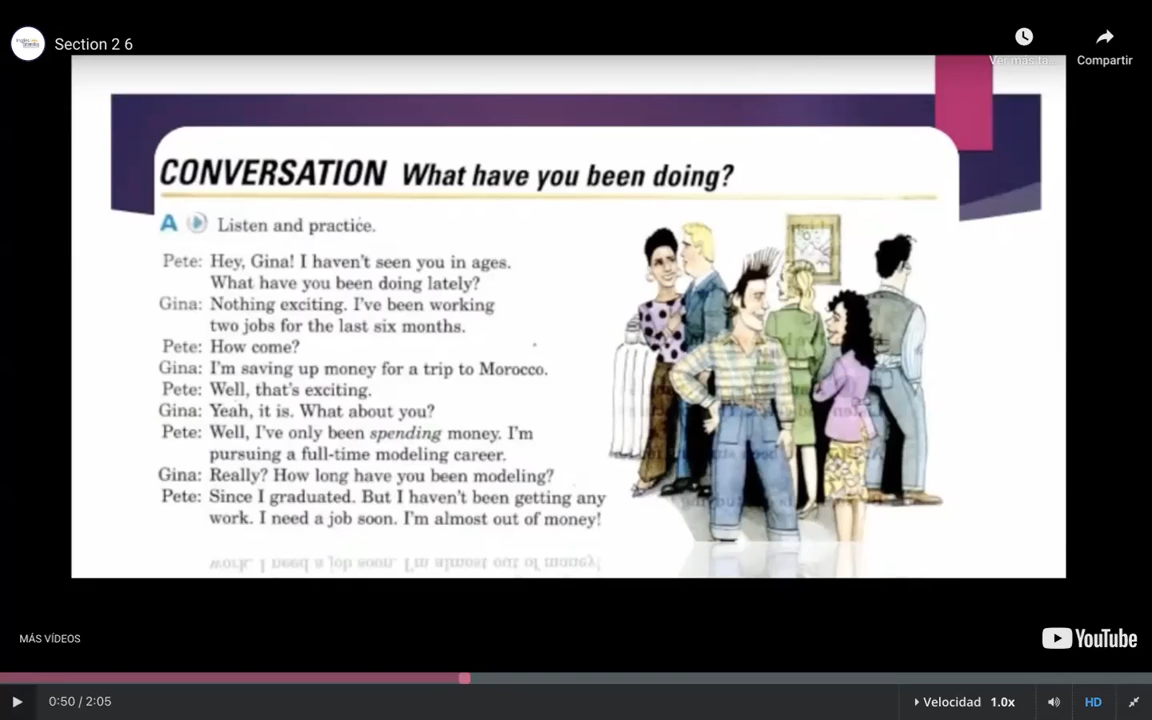 Section 2 6
Ver más ta...
Compartir
CONVERSATION What have you been doing?
A Listen and practice.
Pete: Hey, Gina! I haven't seen you in ages.
What have you been doing lately?
Gina: Nothing exciting. I've been working
two jobs for the last six months.
Pete: How come?
Gina: I'm saving up money for a trip to Morocco.
Pete: Well, that's exciting.
Gina: Yeah, it is. What about you?
Pete: Well, I've only been spending money. I'm
pursuing a full-time modeling career.
Gina: Really? How long have you been modeling?
Pete: Since I graduated. But I haven't been getting any
work. I need a job soon. I'm almost out of money!
MÁS VÍDEOS
YouTube
0:50 / 2:05
Velocidad 1.0x
HD